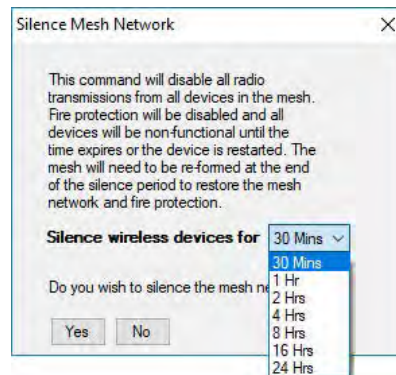 Silence Mesh Network
This command will disable all radio
transmissions from all devices in the mesh.
Fire protection will be disabled and all
devices will be non-functional until the
time expires or the device is restarted. The
mesh will need to be re-formed at the end
of the silence period to restore the mesh
network and fire protection.
Silence wireless devices for 30 Mins
30 Mins
1 Hr
2 Hrs
4 Hrs
8 Hrs
16 Hrs
24 Hrs
Do you wish to silence the mesh
Yes No